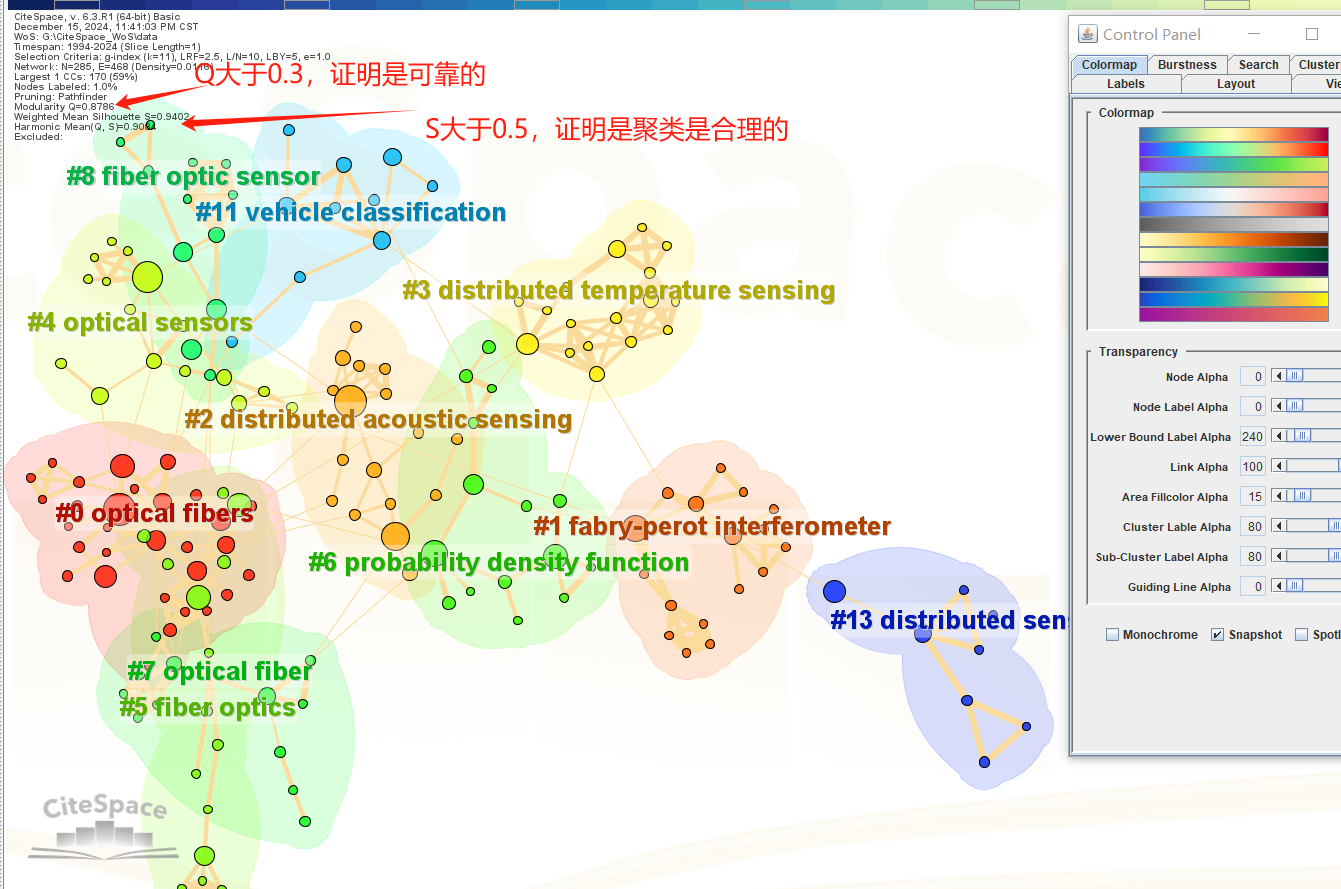 CiteSpace, v. 6.3.R1 (64-bit) Basic
December 15, 2024, 11:41:03 PM CST
WoS: G:\CiteSpace_WoS\data
Timespan: 1994-2024 (Slice Length=1)
Selection Criteria: g-index (k=11), LRF=2.5, L/N=10, LBY=5, e=1.0
Network: N=285, E=468 (Density=0.0116)
Largest 1 CCs: 170 (59%)
Nodes Labeled: 1.0%
Pruning: Pathfinder
Modularity Q=0.8786
Weighted Mean Silhouette S=0.9402
Harmonic Mean(Q, S)=0.9084
Excluded:
Q大于0.3，证明是可靠的
S大于0.5，证明是聚类是合理的
#8 fiber optic sensor
#11 vehicle classification
#3 distributed temperature sensing
#4 optical sensors
#2 distributed acoustic sensing
#0 optical fibers
#1 fabry-perot interferometer
#6 probability density function
#13 distributed sens
#7 optical fiber
#5 fiber optics
CiteSpace
Control Panel
Colormap Burstness Search Clusters
Labels Layout Vie
Colormap
Transparency
Node Alpha 0
Node Label Alpha 0
Lower Bound Label Alpha 240
Link Alpha 100
Area Fillcolor Alpha 15
Cluster Lable Alpha 80
Sub-Cluster Label Alpha 80
Guiding Line Alpha 0
Monochrome Snapshot Spotl